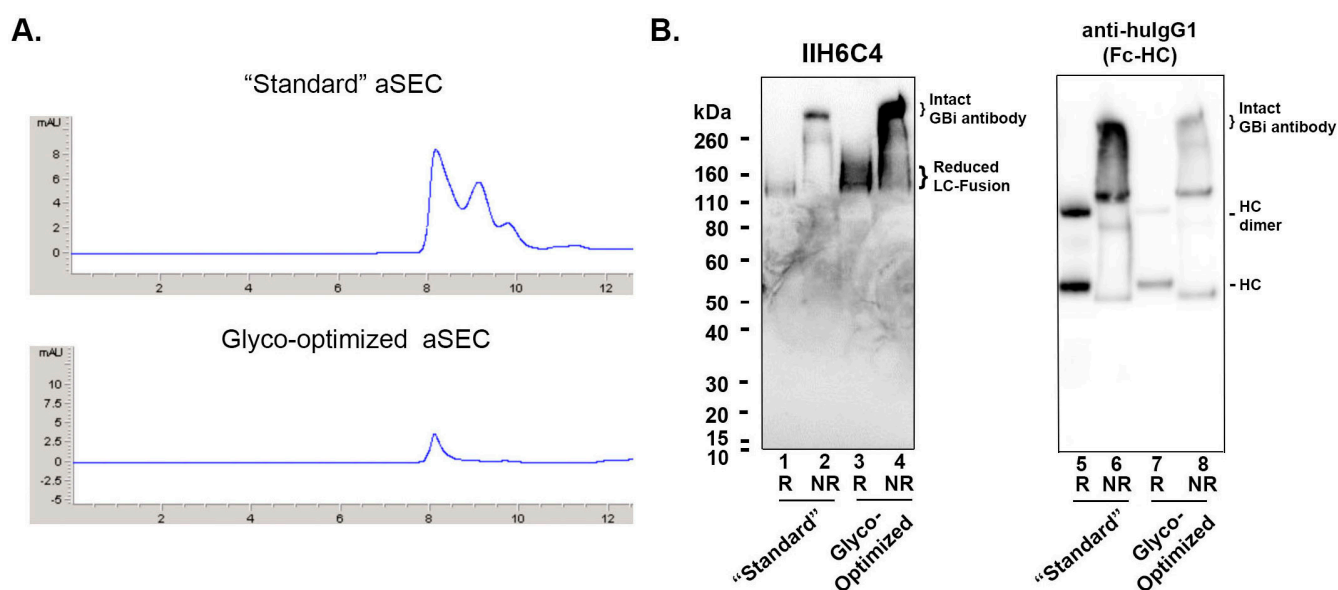 A.
“Standard” aSEC
mAU
8
6
4
2
0
2 4 6 8 10 12
Glyco-optimized aSEC
mAU
10
7.5
5
2.5
0
-2.5
-5
2 4 6 8 10 12
B.
IIH6C4
kDa
260
160
110
80
60
50
40
30
20
15
10
Intact
GBi antibody
Reduced
LC-Fusion
1 2 3 4
R NR R NR
“Standard”
Glyco-
Optimized
anti-huIgG1
(Fc-HC)
Intact
GBi antibody
HC
dimer
HC
5 6 7 8
R NR R NR
“Standard”
Glyco-
Optimized